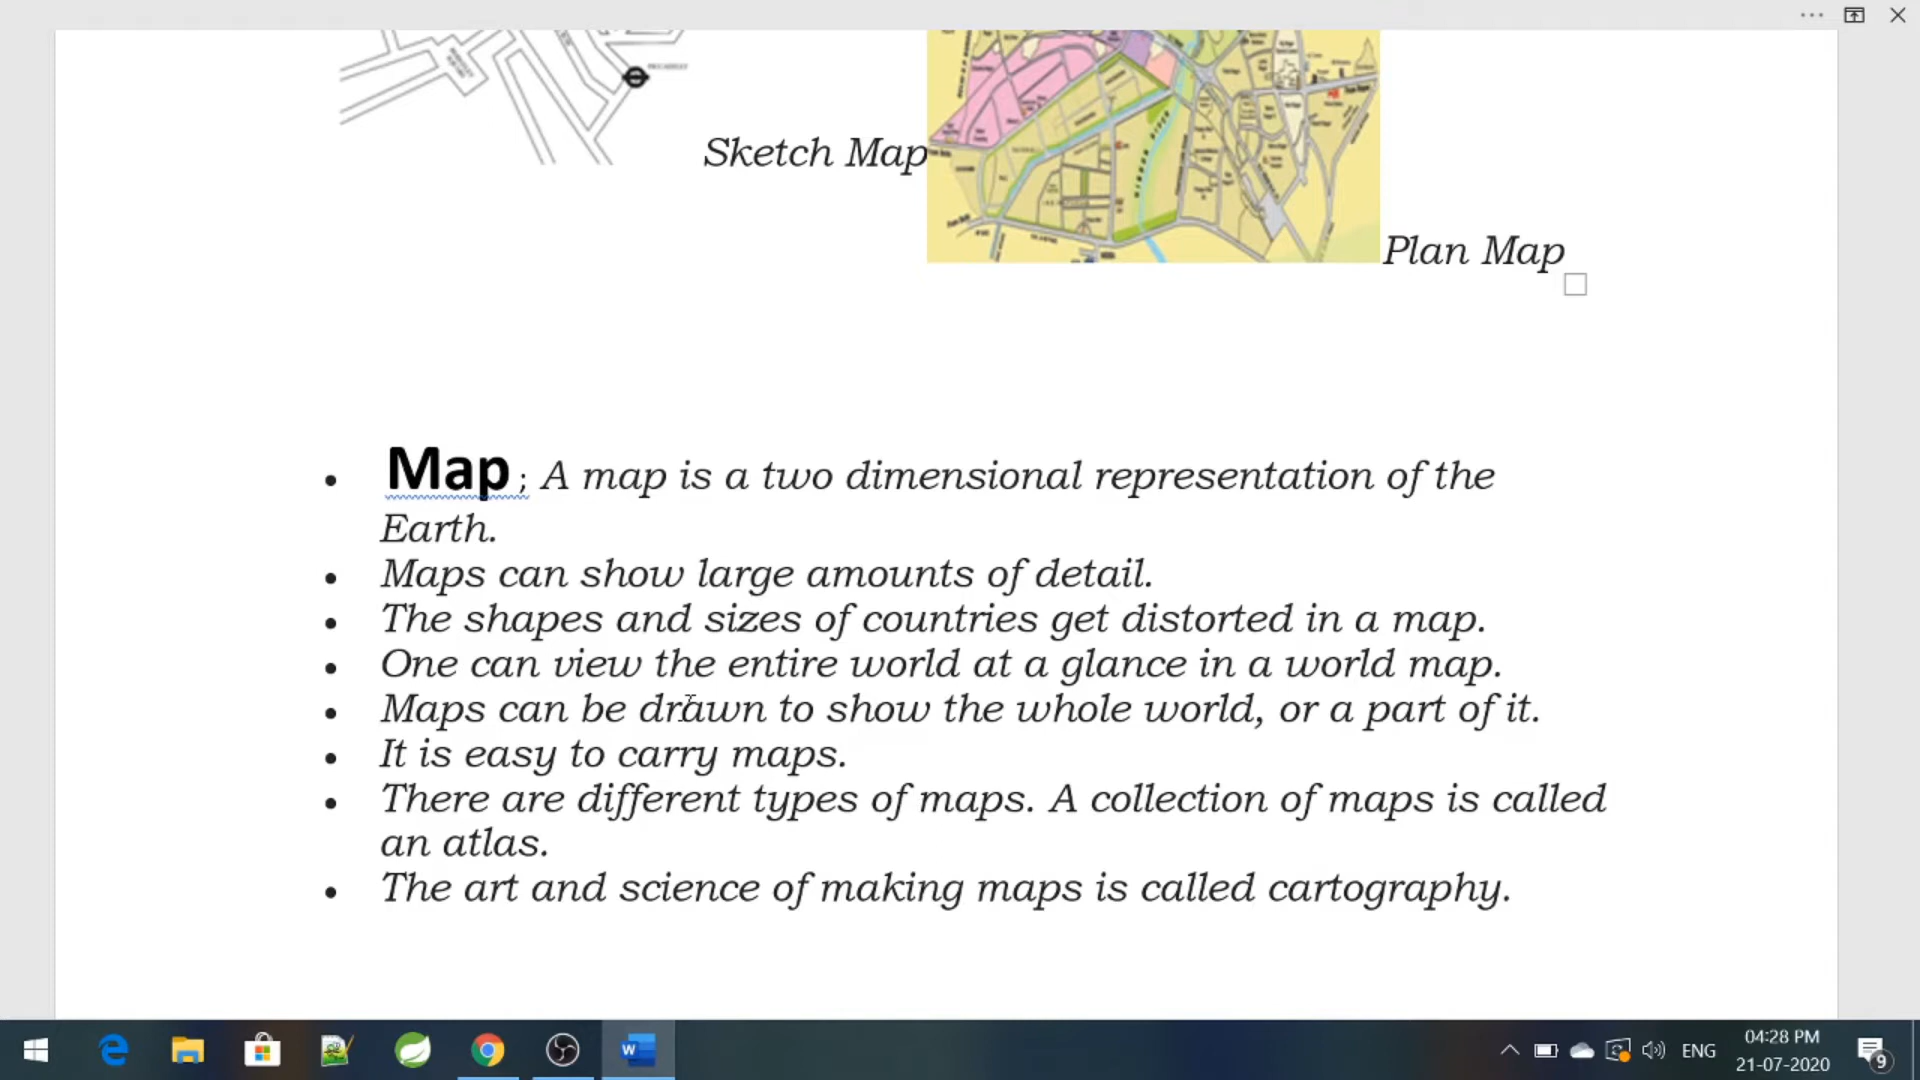 PICCADILLY
Sketch Map
Plan Map
Map ; A map is a two dimensional representation of the
Earth.
Maps can show large amounts of detail.
The shapes and sizes of countries get distorted in a map.
One can view the entire world at a glance in a world map.
Maps can be drawn to show the whole world, or a part of it.
It is easy to carry maps.
There are different types of maps. A collection of maps is called
an atlas.
The art and science of making maps is called cartography.
ENG
04:28 PM
21-07-2020
9